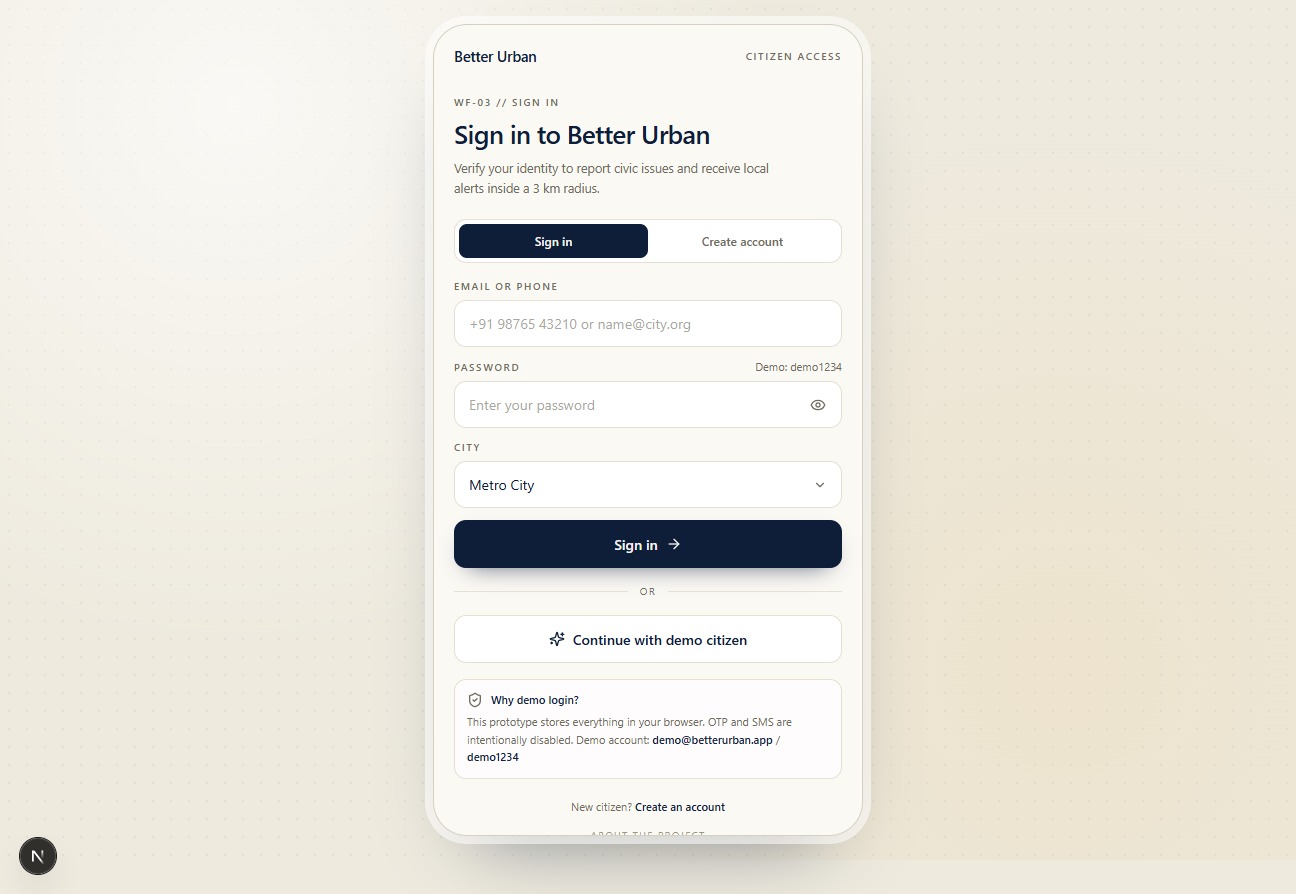 Better Urban
CITIZEN ACCESS
WF-03 // SIGN IN
Sign in to Better Urban
Verify your identity to report civic issues and receive local
alerts inside a 3 km radius.
Sign in
Create account
EMAIL OR PHONE
+91 98765 43210 or name@city.org
PASSWORD
Demo: demo1234
Enter your password
CITY
Metro City
Sign in
OR
Continue with demo citizen
Why demo login?
This prototype stores everything in your browser. OTP and SMS are
intentionally disabled. Demo account: demo@betterurban.app /
demo1234
New citizen? Create an account
ABOUT THE PROJECT
N